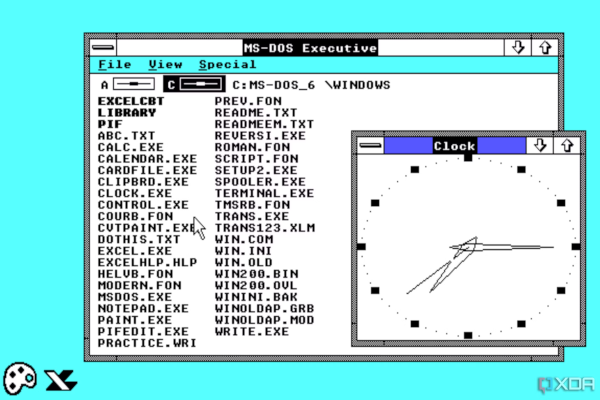 MS-DOS Executive
File View Special
A C C:MS-DOS_6 \WINDOWS
EXCELCBT PREV.FON
LIBRARY README.TXT
PIF READMEEM.TXT
ABC.TXT REVERSI.EXE
CALC.EXE ROMAN.FON
CALENDAR.EXE SCRIPT.FON
CARDFILE.EXE SETUP2.EXE
CLIPBRD.EXE SPOOLER.EXE
CLOCK.EXE TERMINAL.EXE
CONTROL.EXE TMSRB.FON
COURB.FON TRANS.EXE
CVTPAINT.EXE TRANS123.XLM
DOTHIS.TXT WIN.COM
EXCEL.EXE WIN.INI
EXCELHLP.HLP WIN.OLD
HELVB.FON WIN200.BIN
MODERN.FON WIN200.OVL
MSDOS.EXE WININI.BAK
NOTEPAD.EXE WINOLDAP.GRB
PAINT.EXE WINOLDAP.MOD
PIFEDIT.EXE WRITE.EXE
PRACTICE.WRI
Clock
XDA